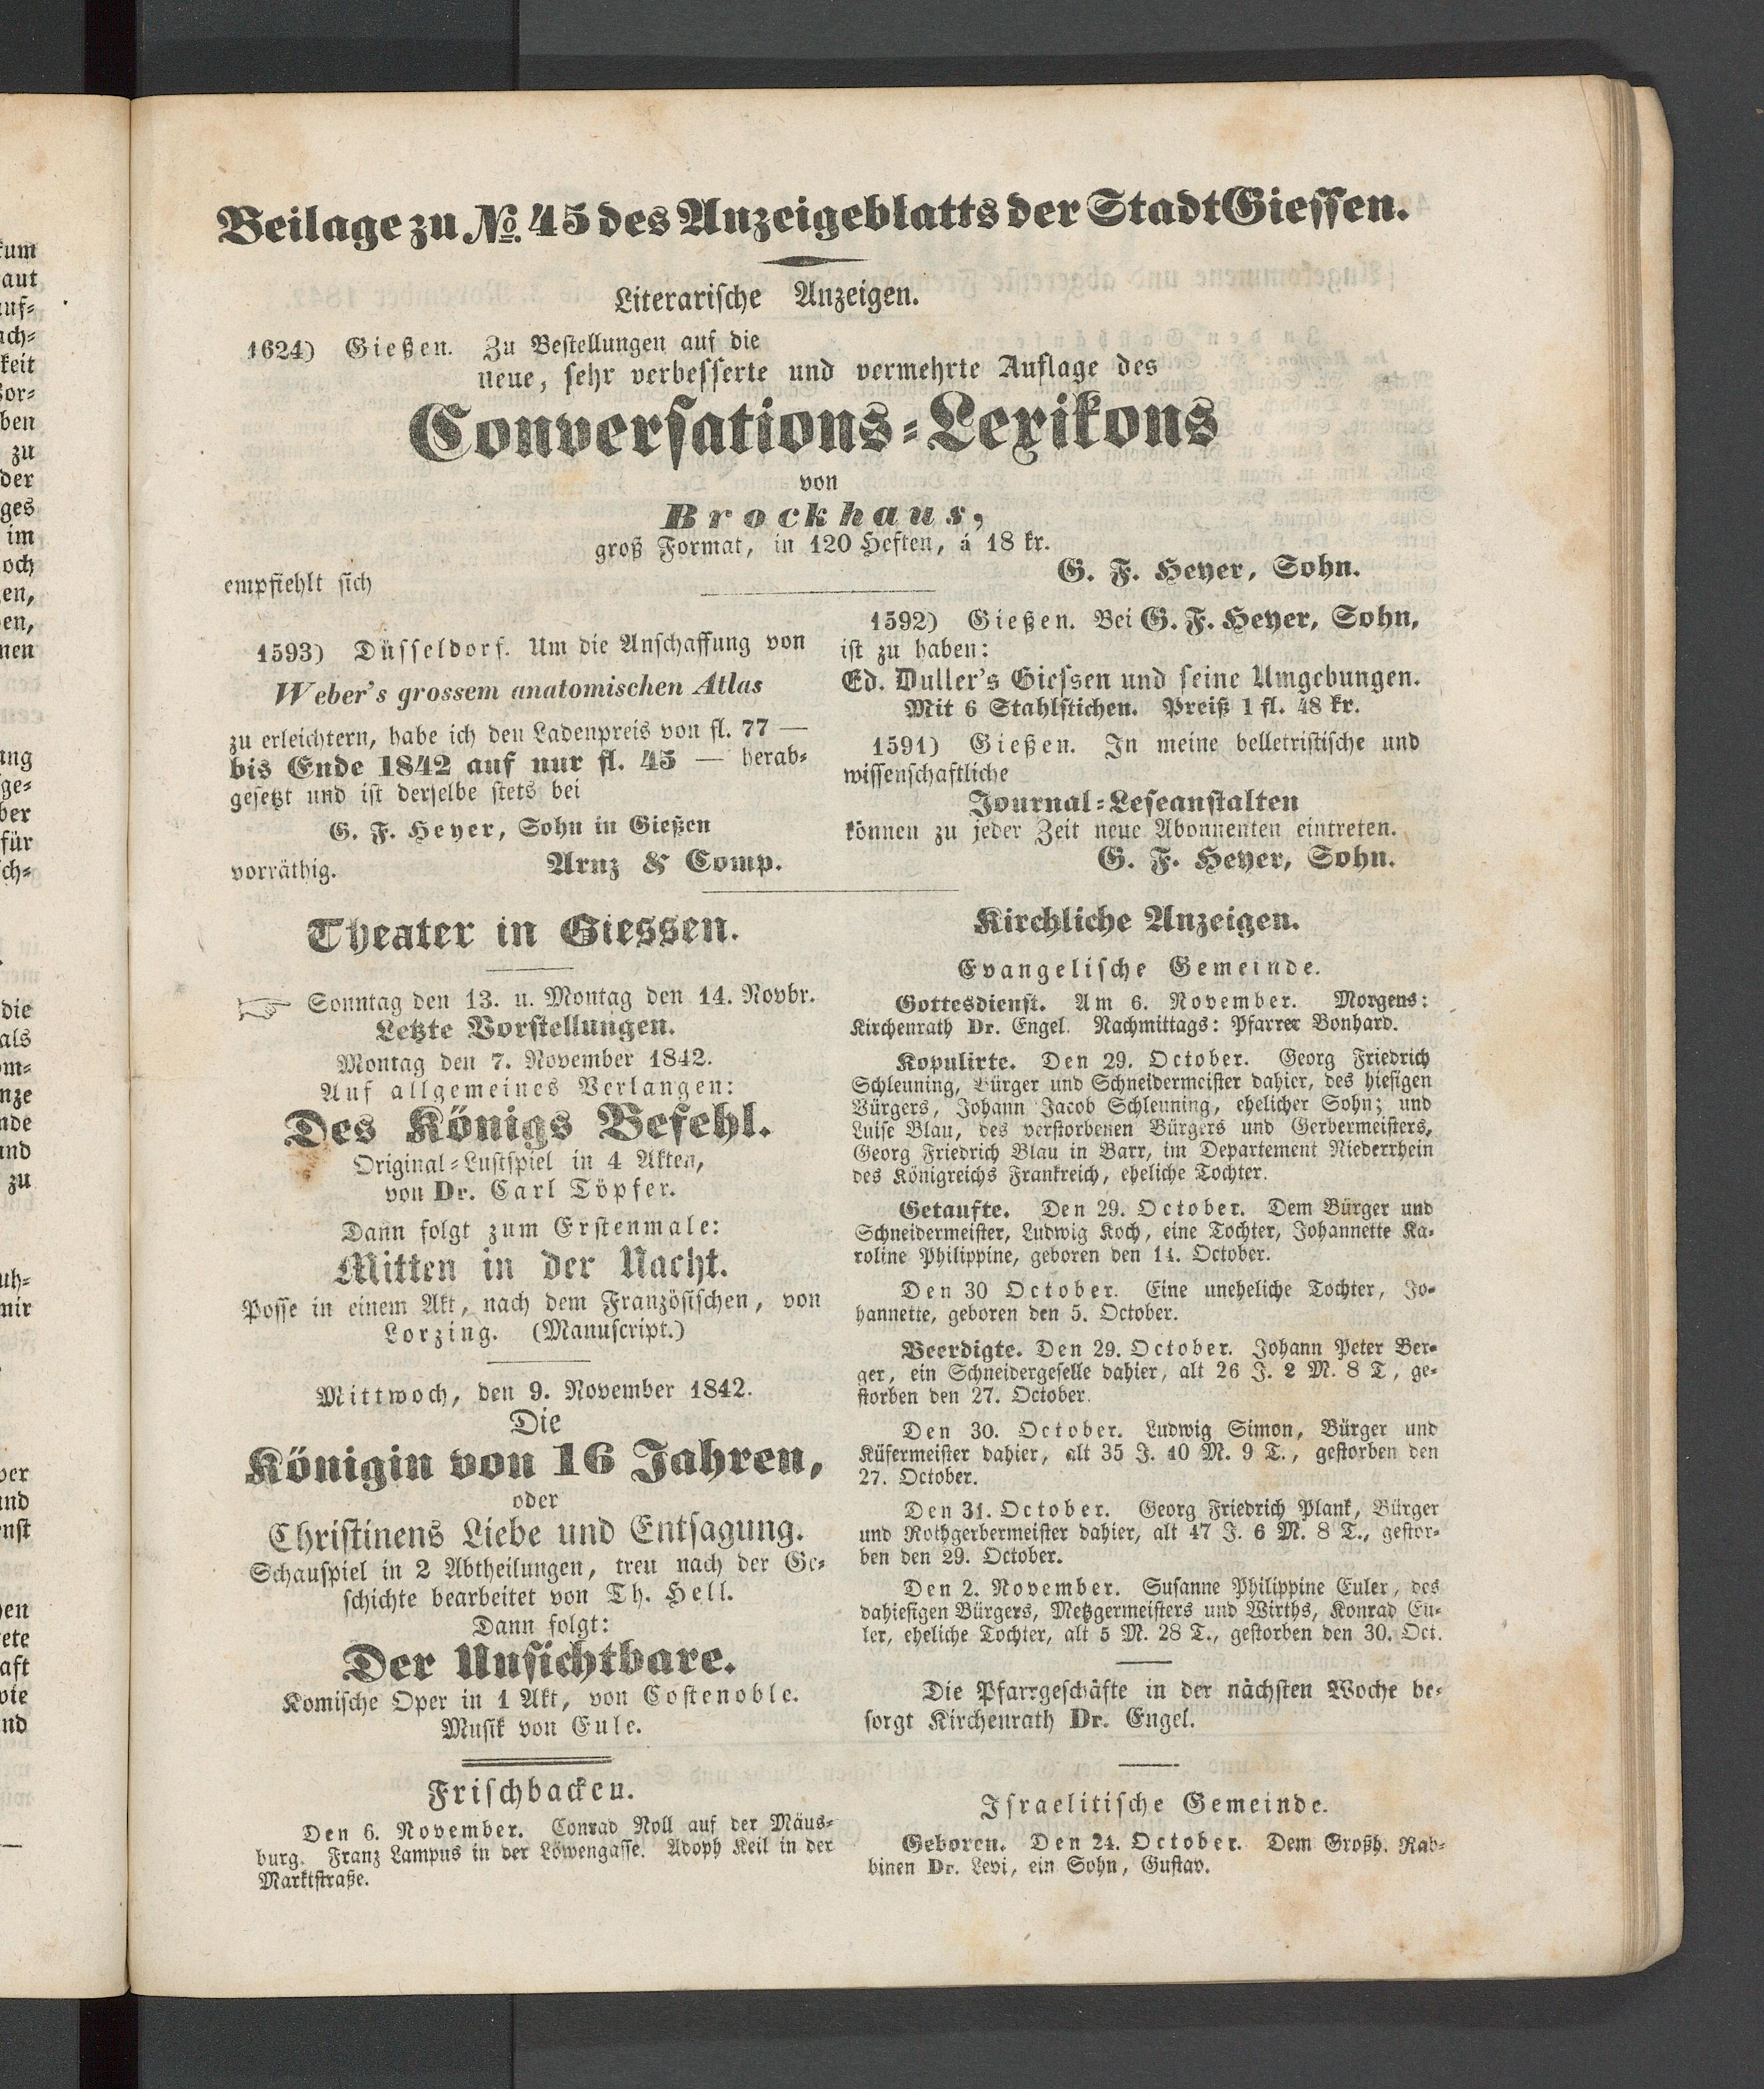 Beilage zu No. 45 des Anzeigeblatts der Stadt Giessen.
Literarische Anzeigen.
1624) Gießen. Zu Bestellungen auf die
neue, sehr verbesserte und vermehrte Auflage des
Conversations-Lexikons
von
Brockhaus,
groß Format, in 120 Heften, á 18 kr.
empfiehlt sich
G. F. Heyer, Sohn.
1593) Düsseldorf. Um die Anschaffung von
Weber's grossem anatomischen Atlas
zu erleichtern, habe ich den Ladenpreis von fl. 77 —
bis Ende 1842 auf nur fl. 45 — herab-
gesetzt und ist derselbe stets bei
G. F. Heyer, Sohn in Gießen
vorräthig. Arnz & Comp.
1592) Gießen. Bei G. F. Heyer, Sohn,
ist zu haben:
Ed. Duller's Giessen und seine Umgebungen.
Mit 6 Stahlstichen. Preiß 1 fl. 48 kr.
1591) Gießen. In meine belletristische und
wissenschaftliche
Journal-Leseanstalten
können zu jeder Zeit neue Abonnenten eintreten.
G. F. Heyer, Sohn.
Theater in Giessen.
☞ Sonntag den 13. u. Montag den 14. Novbr.
Letzte Vorstellungen.
Montag den 7. November 1842.
Auf allgemeines Verlangen:
Des Königs Befehl.
Original-Lustspiel in 4 Akten,
von Dr. Carl Töpfer.
Dann folgt zum Erstenmale:
Mitten in der Nacht.
Posse in einem Akt, nach dem Französischen, von
Lorzing. (Manuscript.)
Mittwoch, den 9. November 1842.
Die
Königin von 16 Jahren,
oder
Christinens Liebe und Entsagung.
Schauspiel in 2 Abtheilungen, treu nach der Ge-
schichte bearbeitet von Th. Hell.
Dann folgt:
Der Unsichtbare.
Komische Oper in 1 Akt, von Costenoble.
Musik von Eule.
Frischbacken.
Den 6. November. Conrad Noll auf der Mäus-
burg. Franz Lampus in der Löwengasse. Adoph Keil in der
Marktstraße.
Kirchliche Anzeigen.
Evangelische Gemeinde.
Gottesdienst. Am 6. November. Morgens:
Kirchenrath Dr. Engel. Nachmittags: Pfarrer Bonhard.
Kopulirte. Den 29. October. Georg Friedrich
Schleuning, Bürger und Schneidermeister dahier, des hiesigen
Bürgers, Johann Jacob Schleuning, ehelicher Sohn; und
Luise Blau, des verstorbenen Bürgers und Gerbermeisters,
Georg Friedrich Blau in Barr, im Departement Niederrhein
des Königreichs Frankreich, eheliche Tochter.
Getaufte. Den 29. October. Dem Bürger und
Schneidermeister, Ludwig Koch, eine Tochter, Johannette Ka-
roline Philippine, geboren den 14. October.
Den 30 October. Eine uneheliche Tochter, Jo-
hannette, geboren den 5. October.
Beerdigte. Den 29. October. Johann Peter Ber-
ger, ein Schneidergeselle dahier, alt 26 J. 2 M. 8 T, ge-
storben den 27. October.
Den 30. October. Ludwig Simon, Bürger und
Küfermeister dahier, alt 35 J. 10 M. 9 T., gestorben den
27. October.
Den 31. October. Georg Friedrich Plank, Bürger
und Rothgerbermeister dahier, alt 47 J. 6 M. 8 T., gestor-
ben den 29. October.
Den 2. November. Susanne Philippine Euler, des
dahiesigen Bürgers, Metzgermeisters und Wirths, Konrad Eu-
ler, eheliche Tochter, alt 5 M. 28 T., gestorben den 30. Oct.
Die Pfarrgeschäfte in der nächsten Woche be-
sorgt Kirchenrath Dr. Engel.
Israelitische Gemeinde.
Geboren. Den 24. October. Dem Großh. Rab-
binen Dr. Levi, ein Sohn, Gustav.